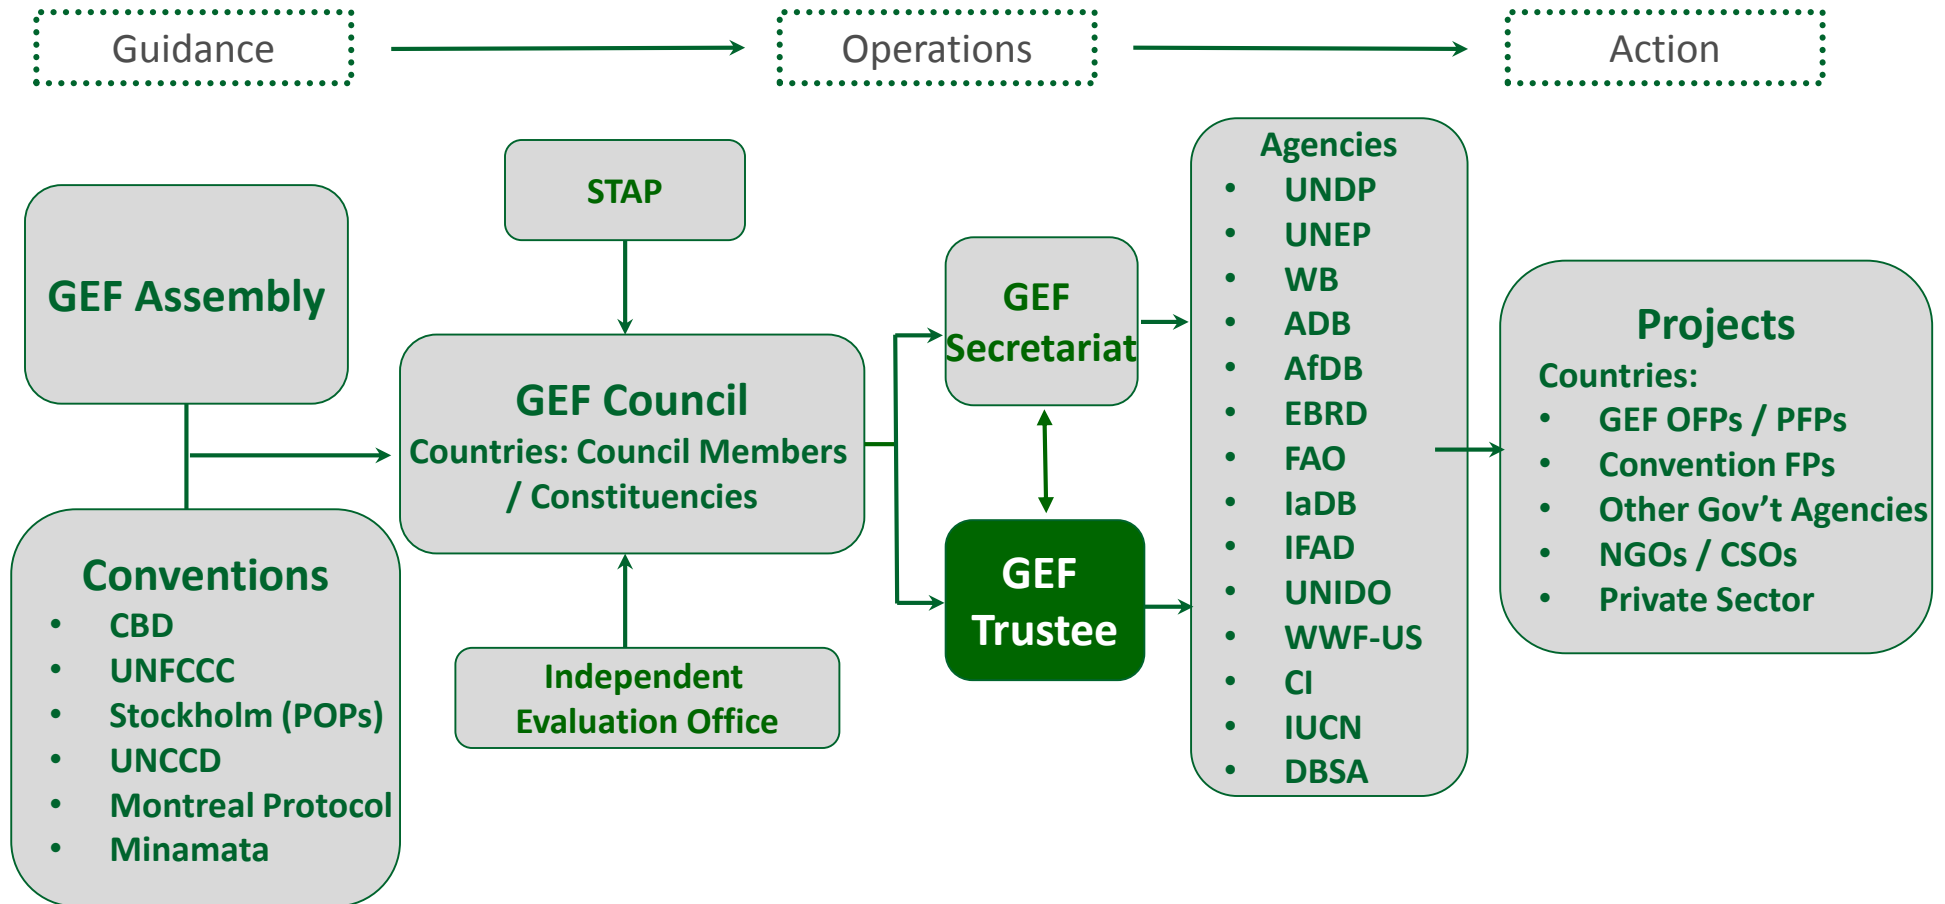 Guidance
Operations
Action
GEF Assembly
Conventions
• CBD
• UNFCCC
• Stockholm (POPs)
• UNCCD
• Montreal Protocol
• Minamata
STAP
GEF Council
Countries: Council Members
/ Constituencies
Independent
Evaluation Office
GEF
Secretariat
GEF
Trustee
Agencies
• UNDP
• UNEP
• WB
• ADB
• AfDB
• EBRD
• FAO
• IaDB
• IFAD
• UNIDO
• WWF-US
• CI
• IUCN
• DBSA
Projects
Countries:
• GEF OFPs / PFPs
• Convention FPs
• Other Gov’t Agencies
• NGOs / CSOs
• Private Sector